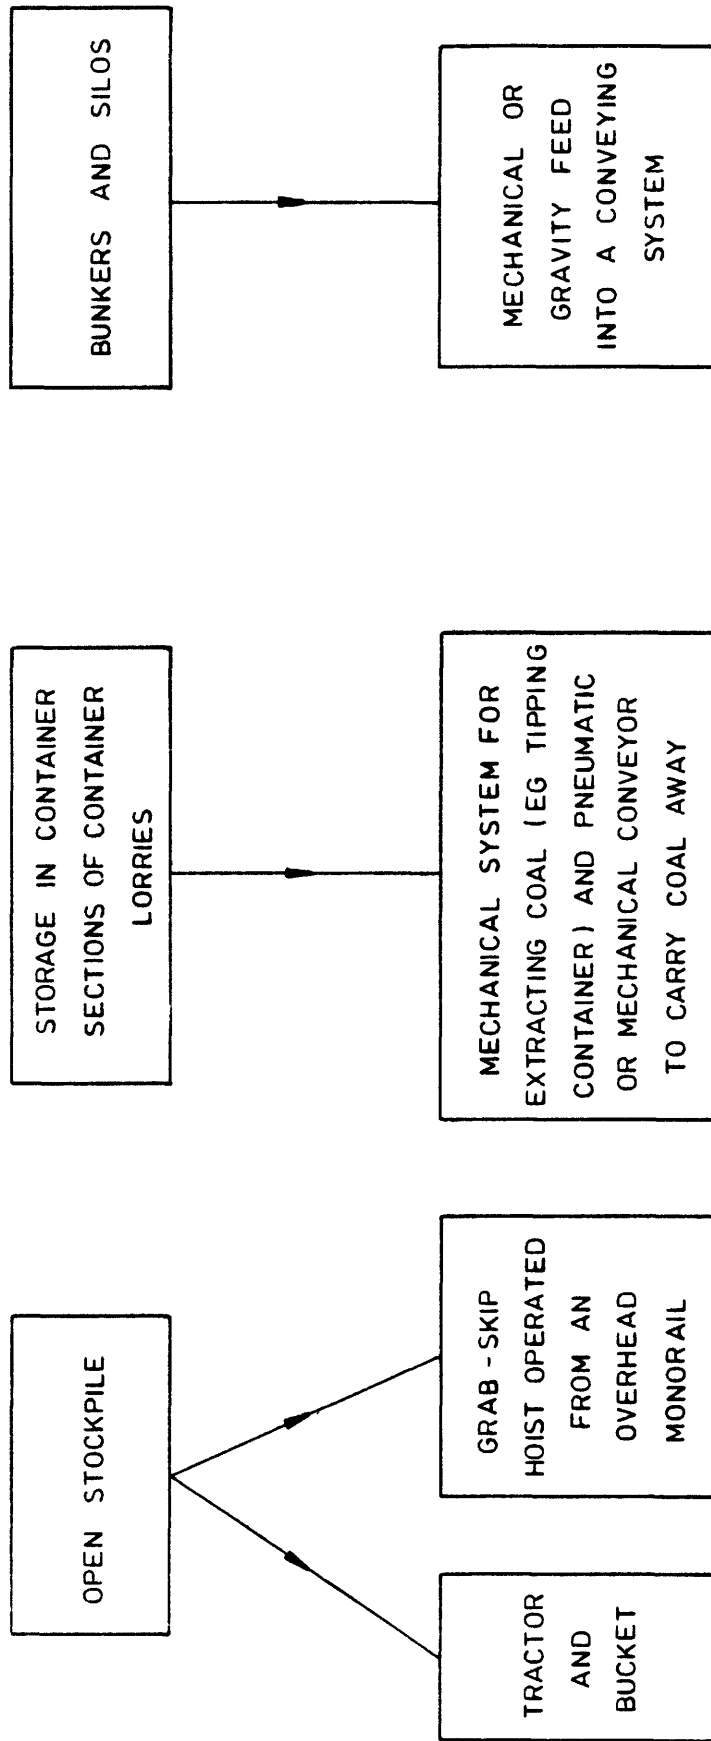 OPEN STOCKPILE
STORAGE IN CONTAINER
SECTIONS OF CONTAINER
LORRIES
BUNKERS AND SILOS
TRACTOR
AND
BUCKET
GRAB - SKIP
HOIST OPERATED
FROM AN
OVERHEAD
MONORAIL
MECHANICAL SYSTEM FOR
EXTRACTING COAL (EG TIPPING
CONTAINER) AND PNEUMATIC
OR MECHANICAL CONVEYOR
TO CARRY COAL AWAY
MECHANICAL OR
GRAVITY FEED
INTO A CONVEYING
SYSTEM